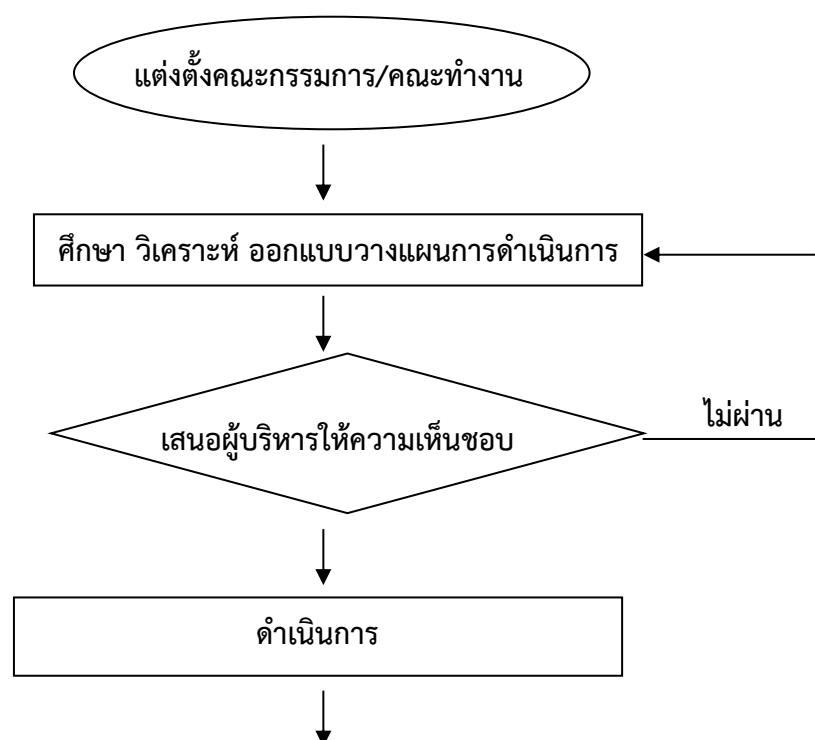 แต่งตั้งคณะกรรมการ/คณะทำงาน
ศึกษา วิเคราะห์ ออกแบบวางแผนการดำเนินการ
ไม่ผ่าน
เสนอผู้บริหารให้ความเห็นชอบ
ดำเนินการ